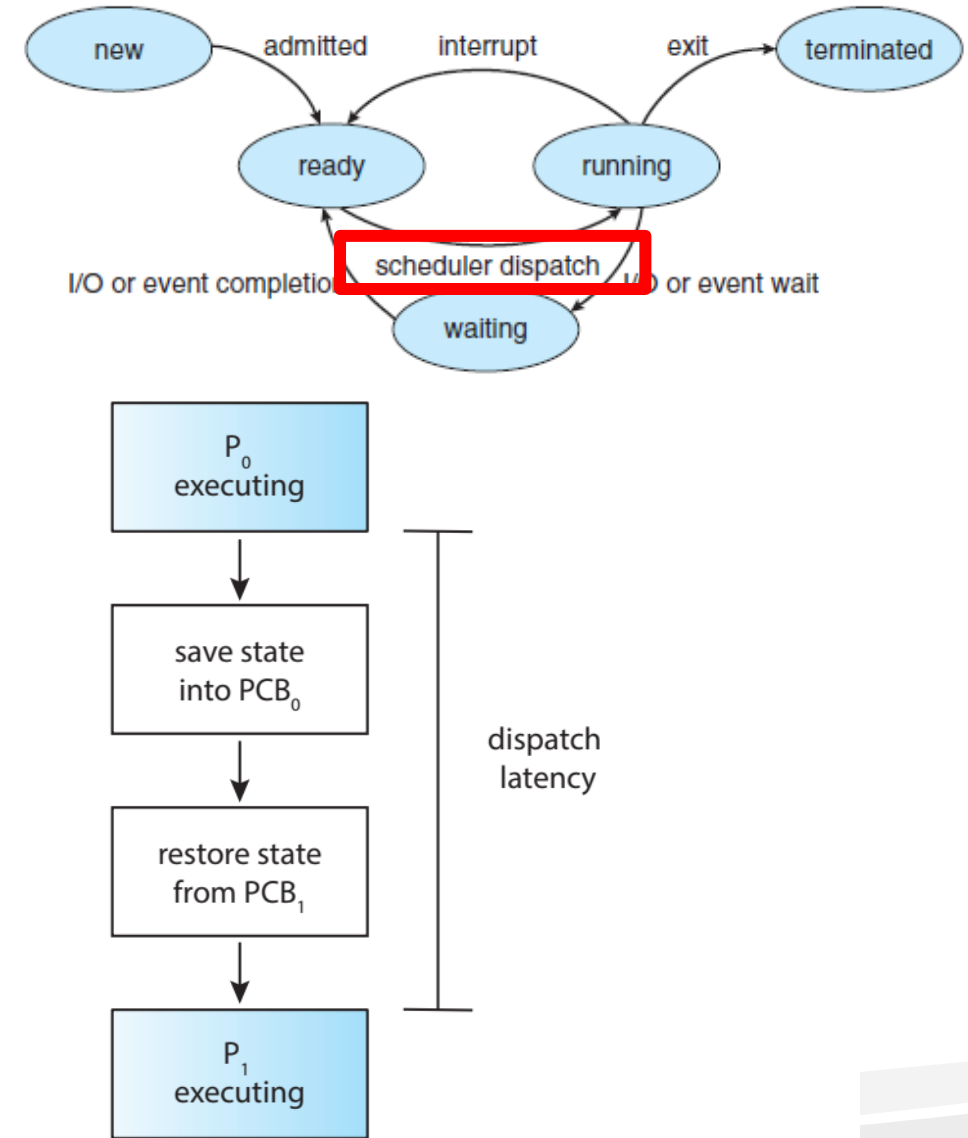 new
admitted
interrupt
exit
terminated
ready
running
scheduler dispatch
I/O or event completion
I/O or event wait
waiting
P₀
executing
save state
into PCB₀
dispatch
latency
restore state
from PCB₁
P₁
executing